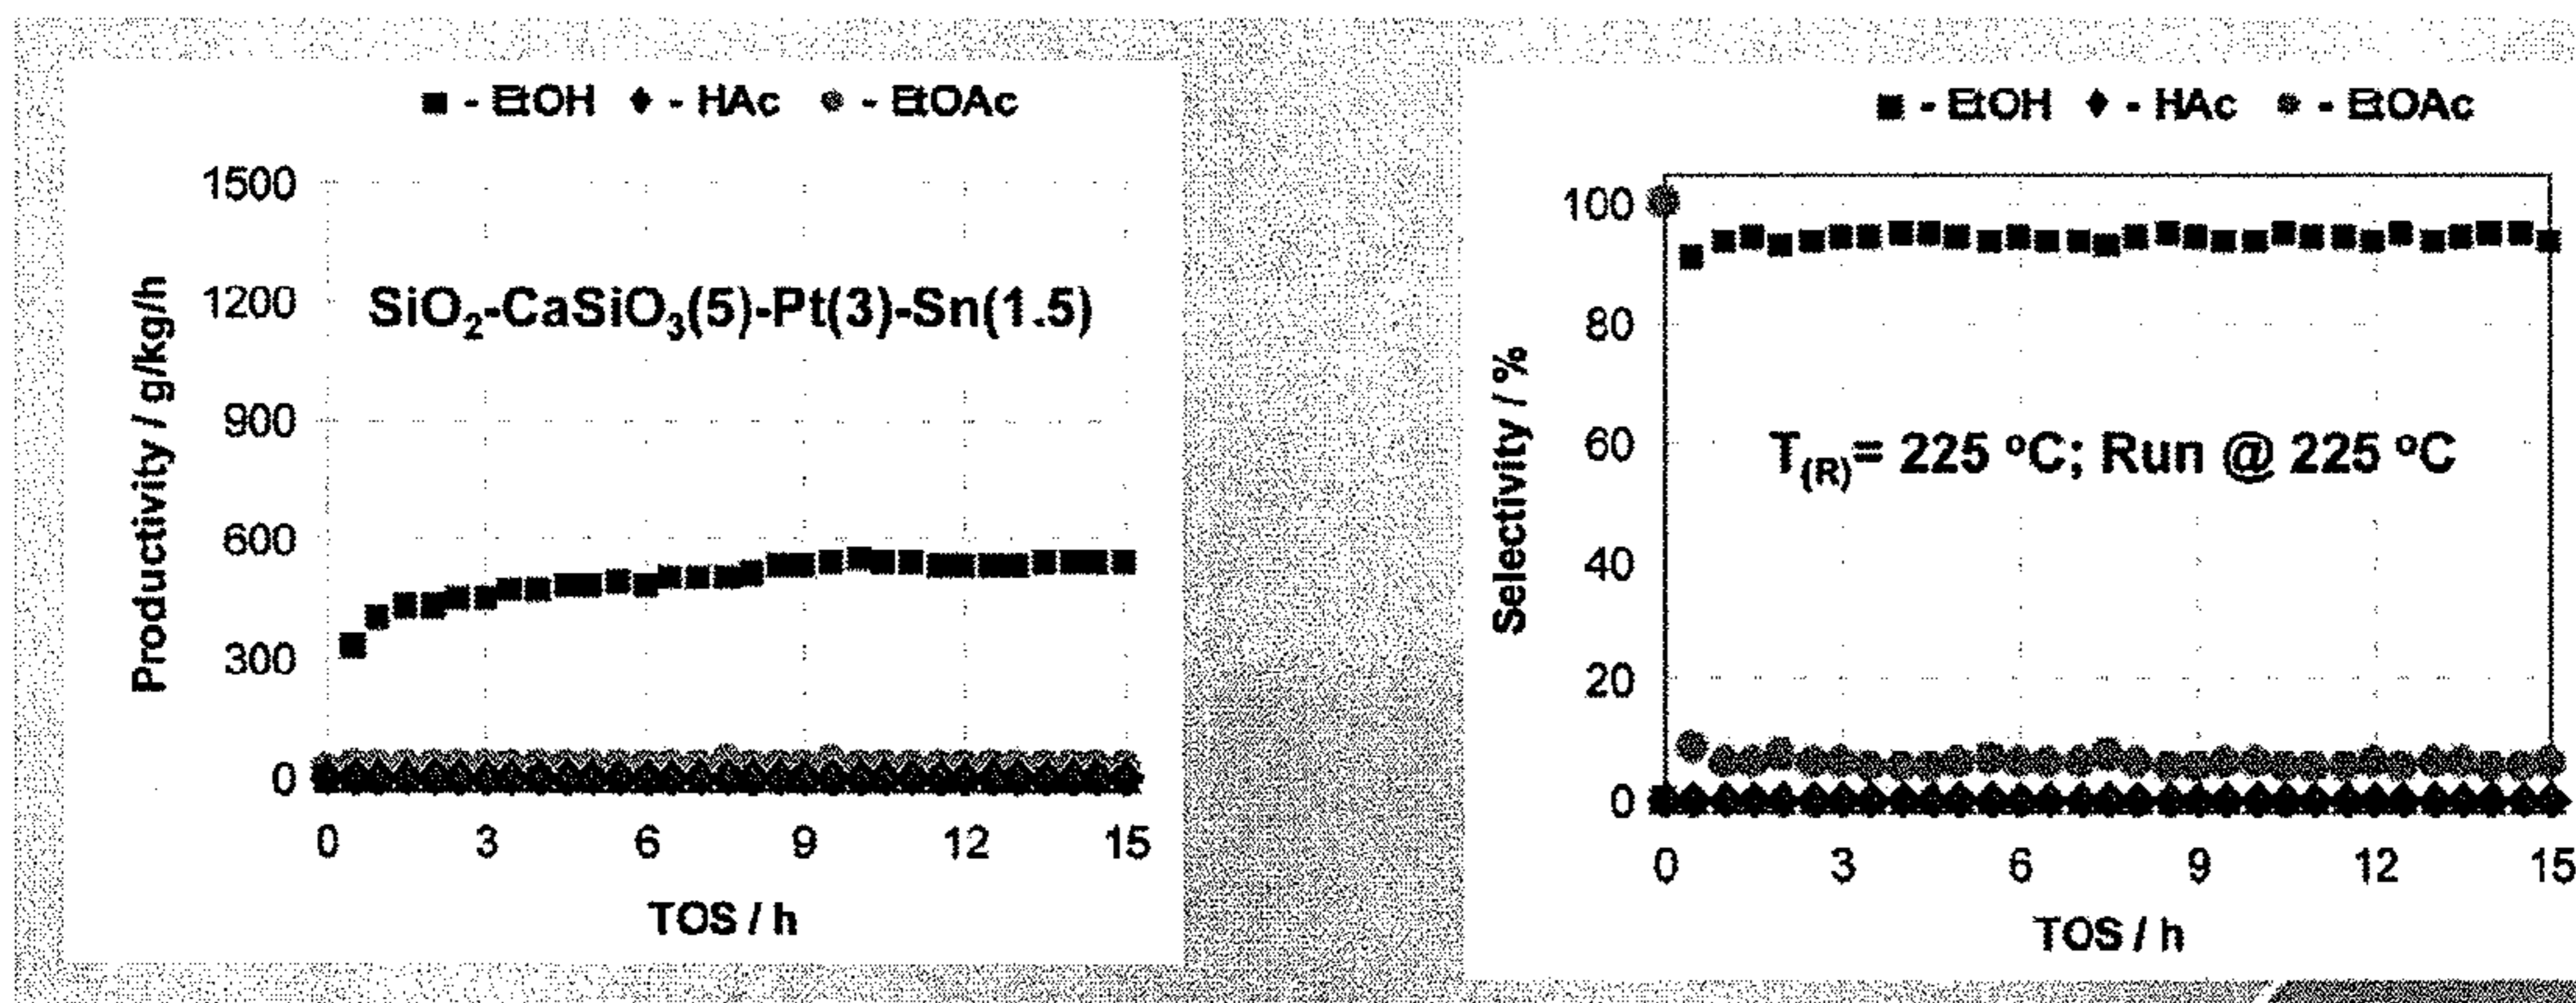 ■ - EtOH ♦ - HAc ● - EtOAc
1500
1200
900
600
300
0
Productivity / g/kg/h
SiO₂-CaSiO₃(5)-Pt(3)-Sn(1.5)
0 3 6 9 12 15
TOS / h
■ - EtOH ♦ - HAc ● - EtOAc
100
80
60
40
20
0
Selectivity / %
T₍R₎= 225 °C; Run @ 225 °C
0 3 6 9 12 15
TOS / h